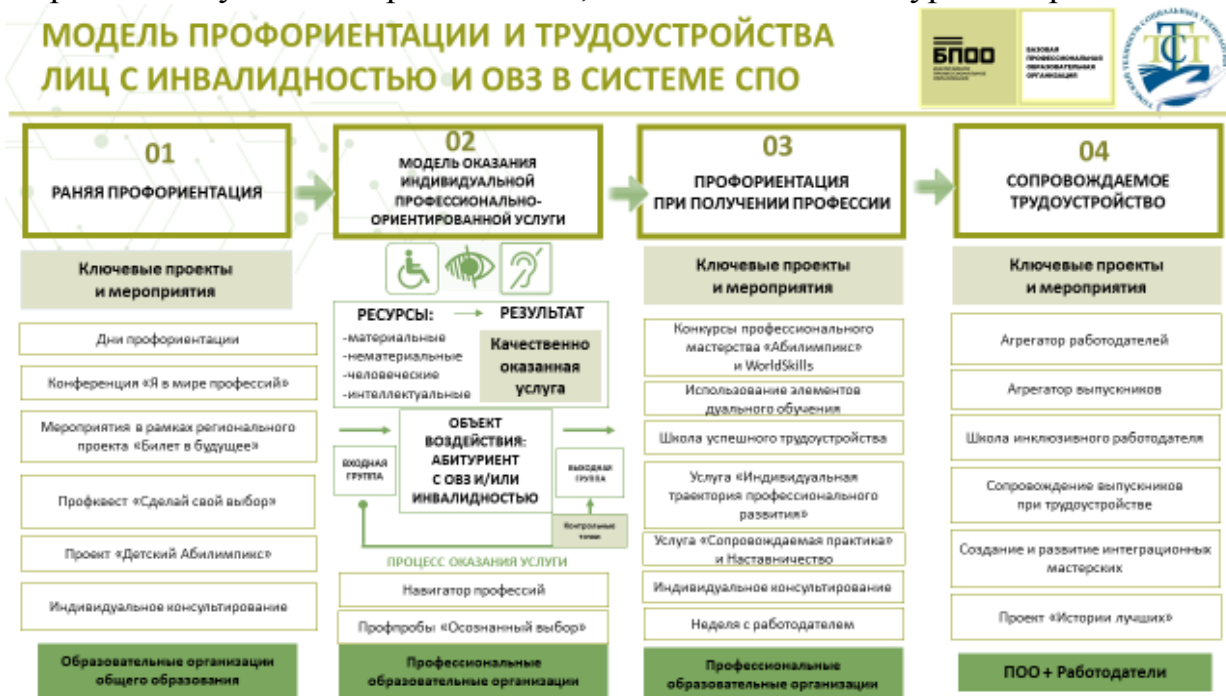 МОДЕЛЬ ПРОФОРИЕНТАЦИИ И ТРУДОУСТРОЙСТВА
ЛИЦ С ИНВАЛИДНОСТЬЮ И ОВЗ В СИСТЕМЕ СПО
БПОО
БАЗОВАЯ
ПРОФЕССИОНАЛЬНАЯ
ОБРАЗОВАТЕЛЬНАЯ
ОРГАНИЗАЦИЯ
ТТСТ
01
РАНЯЯ ПРОФОРИЕНТАЦИЯ
Ключевые проекты
и мероприятия
Дни профориентации
Конференция «Я в мире профессий»
Мероприятия в рамках регионального
проекта «Билет в будущее»
Профквест «Сделай свой выбор»
Проект «Детский Абилимпикс»
Индивидуальное консультирование
Образовательные организации
общего образования
02
МОДЕЛЬ ОКАЗАНИЯ
ИНДИВИДУАЛЬНОЙ
ПРОФЕССИОНАЛЬНО-
ОРИЕНТИРОВАННОЙ УСЛУГИ
РЕСУРСЫ:
-материальные
-нематериальные
-человеческие
-интеллектуальные
РЕЗУЛЬТАТ
Качественно
оказанная
услуга
ВХОДНАЯ
ГРУППА
ОБЪЕКТ
ВОЗДЕЙСТВИЯ:
АБИТУРИЕНТ
С ОВЗ И/ИЛИ
ИНВАЛИДНОСТЬЮ
ВЫХОДНАЯ
ГРУППА
Контрольные
точки
ПРОЦЕСС ОКАЗАНИЯ УСЛУГИ
Навигатор профессий
Профпробы «Осознанный выбор»
Профессиональные
образовательные организации
03
ПРОФОРИЕНТАЦИЯ
ПРИ ПОЛУЧЕНИИ ПРОФЕССИИ
Ключевые проекты
и мероприятия
Конкурсы профессионального
мастерства «Абилимпикс»
и WorldSkills
Использование элементов
дуального обучения
Школа успешного трудоустройства
Услуга «Индивидуальная
траектория профессионального
развития»
Услуга «Сопровождаемая практика»
и Наставничество
Индивидуальное консультирование
Неделя с работодателем
Профессиональные
образовательные организации
04
СОПРОВОЖДАЕМОЕ
ТРУДОУСТРОЙСТВО
Ключевые проекты
и мероприятия
Агрегатор работодателей
Агрегатор выпускников
Школа инклюзивного работодателя
Сопровождение выпускников
при трудоустройстве
Создание и развитие интеграционных
мастерских
Проект «Истории лучших»
ПОО + Работодатели